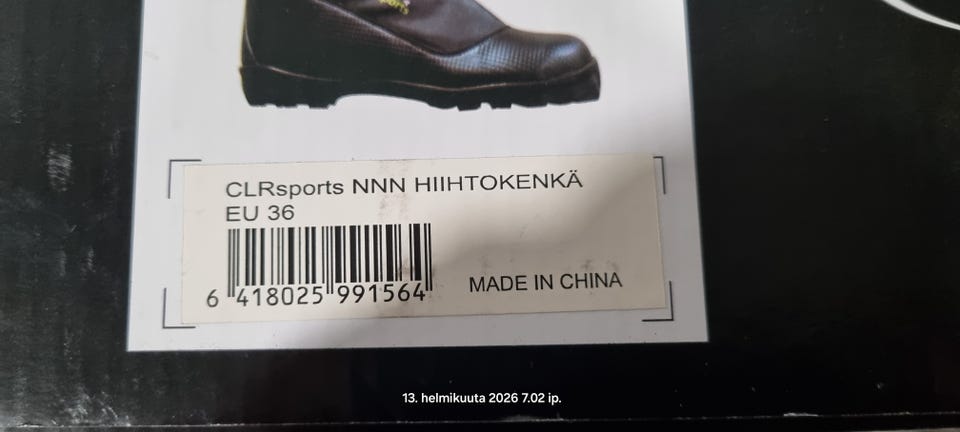 CLRsports NNN HIIHTOKENKÄ
EU 36
6 418025 991564
MADE IN CHINA
13. helmikuuta 2026 7.02 ip.